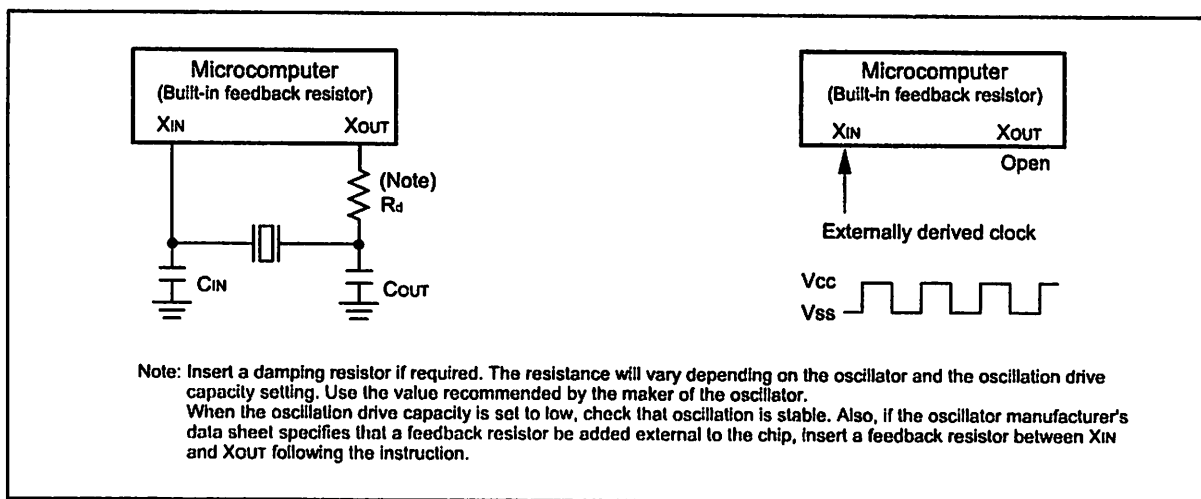 Microcomputer
(Built-in feedback resistor)
XIN XOUT
(Note)
Rd
CIN
COUT
Microcomputer
(Built-in feedback resistor)
XIN XOUT
Open
Externally derived clock
Vcc
Vss
Note: Insert a damping resistor if required. The resistance will vary depending on the oscillator and the oscillation drive
capacity setting. Use the value recommended by the maker of the oscillator.
When the oscillation drive capacity is set to low, check that oscillation is stable. Also, if the oscillator manufacturer's
data sheet specifies that a feedback resistor be added external to the chip, insert a feedback resistor between XIN
and XOUT following the instruction.